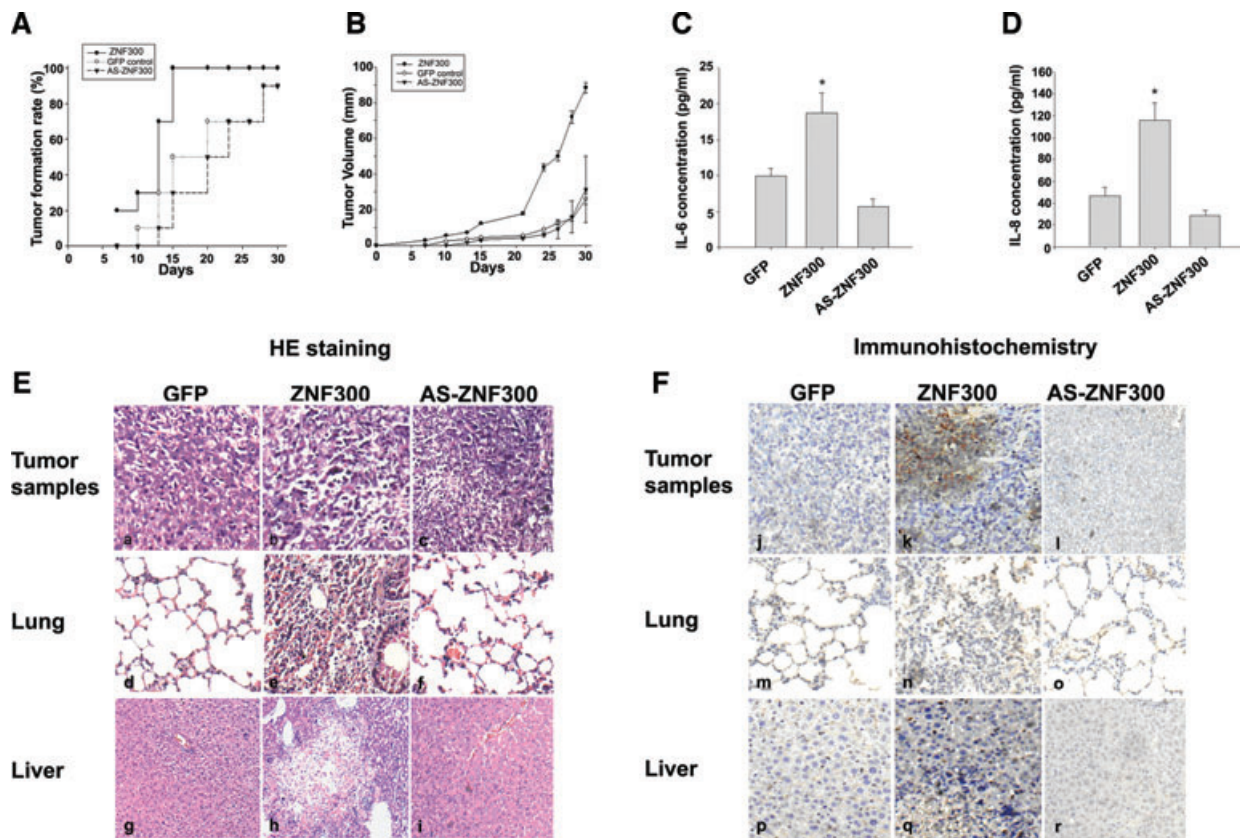 A
B
C
D
ZNF300
GFP control
AS-ZNF300
Tumor formation rate (%)
100
80
60
40
20
0
0 5 10 15 20 25 30
Days
ZNF300
GFP control
AS-ZNF300
Tumor Volume (mm)
100
80
60
40
20
0
0 5 10 15 20 25 30
Days
IL-6 concentration (pg/ml)
25
20
15
10
5
0
*
GFP
ZNF300
AS-ZNF300
IL-8 concentration (pg/ml)
160
140
120
100
80
60
40
20
0
*
GFP
ZNF300
AS-ZNF300
HE staining
E
GFP ZNF300 AS-ZNF300
Tumor
samples
a b c
Lung
d e f
Liver
g h i
Immunohistochemistry
F
GFP ZNF300 AS-ZNF300
Tumor
samples
j k l
Lung
m n o
Liver
p q r